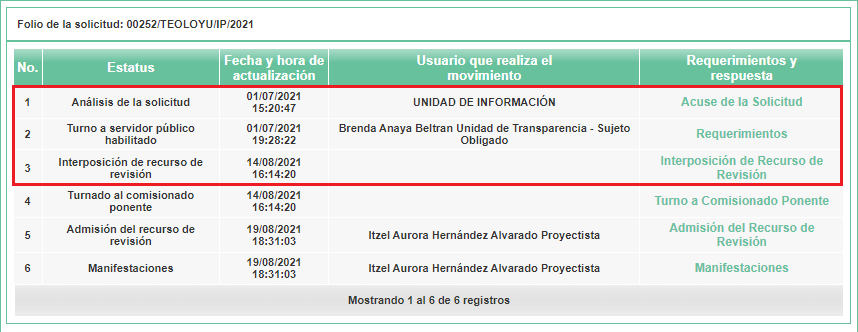 Folio de la solicitud: 00252/TEOLOYU/IP/2021
No. Estatus Fecha y hora de actualización Usuario que realiza el movimiento Requerimientos y respuesta
1 Análisis de la solicitud 01/07/2021 15:20:47 UNIDAD DE INFORMACIÓN Acuse de la Solicitud
2 Turno a servidor público habilitado 01/07/2021 19:28:22 Brenda Anaya Beltran Unidad de Transparencia - Sujeto Obligado Requerimientos
3 Interposición de recurso de revisión 14/08/2021 16:14:20 Interposición de Recurso de Revisión
4 Turnado al comisionado ponente 14/08/2021 16:14:20 Turno a Comisionado Ponente
5 Admisión del recurso de revisión 19/08/2021 18:31:03 Itzel Aurora Hernández Alvarado Proyectista Admisión del Recurso de Revisión
6 Manifestaciones 19/08/2021 18:31:03 Itzel Aurora Hernández Alvarado Proyectista Manifestaciones
Mostrando 1 al 6 de 6 registros